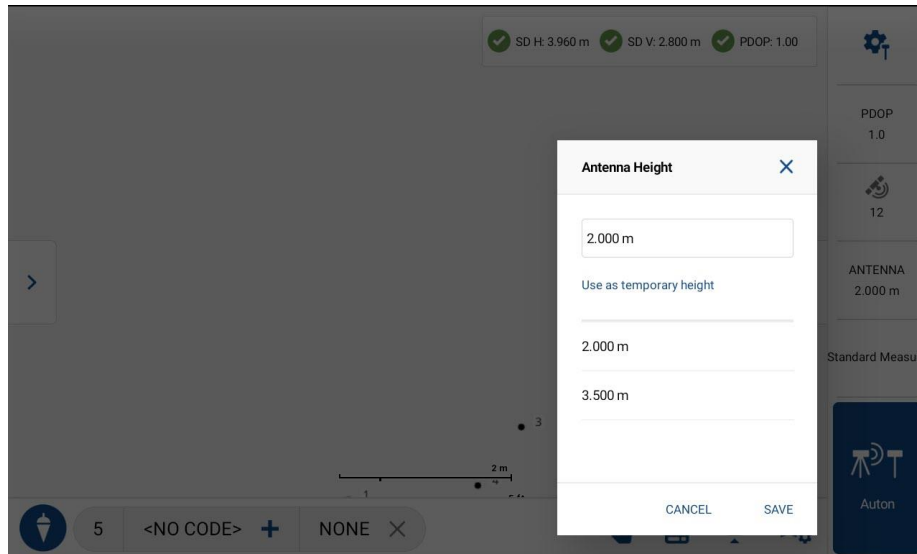 SD H: 3.960 m SD V: 2.800 m PDOP: 1.00
PDOP
1.0
12
ANTENNA
2.000 m
Standard Measu
Auton
Antenna Height
2.000 m
Use as temporary height
2.000 m
3.500 m
CANCEL SAVE
3
2 m
1
5 <NO CODE> + NONE